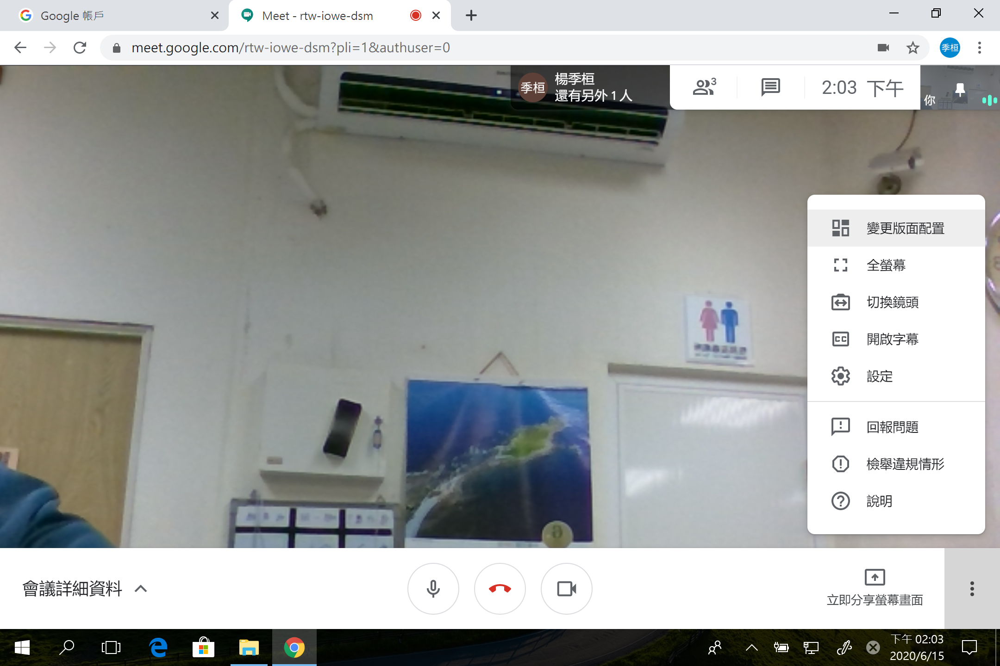 Google 帳戶
Meet - rtw-iowe-dsm
meet.google.com/rtw-iowe-dsm?pli=1&authuser=0
季桓
季桓
楊季桓
還有另外 1 人
3
2:03 下午
你
變更版面配置
全螢幕
切換鏡頭
開啟字幕
設定
回報問題
檢舉違規情形
說明
會議詳細資料
立即分享螢幕畫面
下午 02:03
2020/6/15